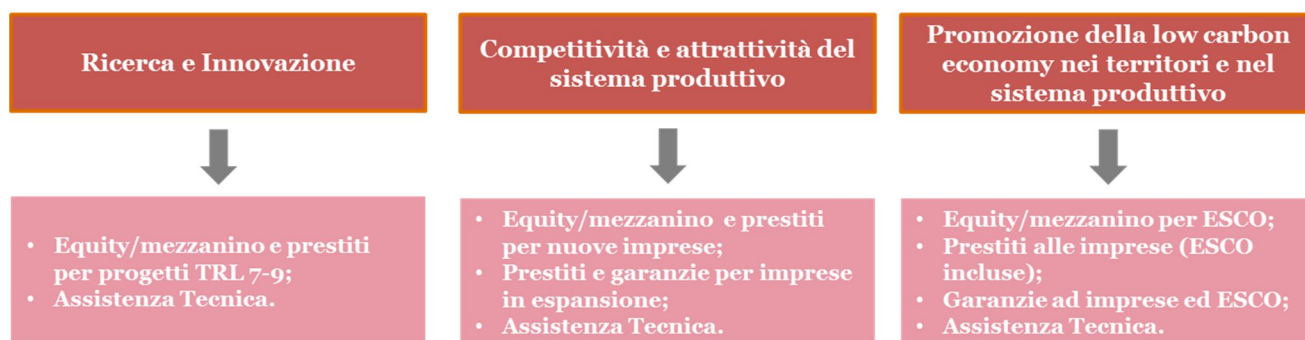 Ricerca e Innovazione
Competitività e attrattività del
sistema produttivo
Promozione della low carbon
economy nei territori e nel
sistema produttivo
• Equity/mezzanino e prestiti
per progetti TRL 7-9;
• Assistenza Tecnica.
• Equity/mezzanino e prestiti
per nuove imprese;
• Prestiti e garanzie per imprese
in espansione;
• Assistenza Tecnica.
• Equity/mezzanino per ESCO;
• Prestiti alle imprese (ESCO
incluse);
• Garanzie ad imprese ed ESCO;
• Assistenza Tecnica.